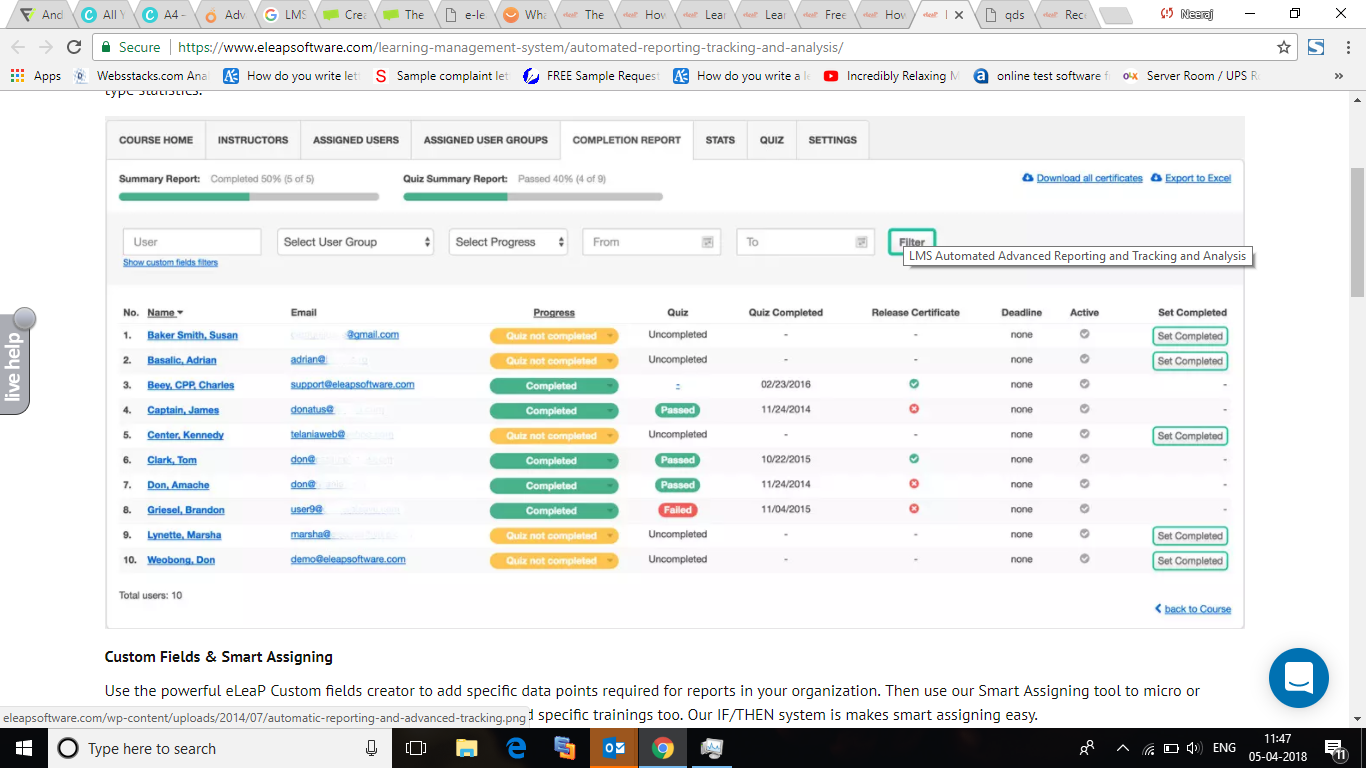 And
All Y
A4 -
Adv
LMS
Crea
The
e-le
Wha
The
How
Lear
Lear
Free
How
qds
Rec
Neeraj
Secure https://www.eleapsoftware.com/learning-management-system/automated-reporting-tracking-and-analysis/
Apps Websstacks.com Ana How do you write let Sample complaint let FREE Sample Request How do you write a le Incredibly Relaxing M online test software f Server Room / UPS R
type statistics.
COURSE HOME INSTRUCTORS ASSIGNED USERS ASSIGNED USER GROUPS COMPLETION REPORT STATS QUIZ SETTINGS
Summary Report: Completed 50% (5 of 5) Quiz Summary Report: Passed 40% (4 of 9) Download all certificates Export to Excel
User Select User Group Select Progress From To Filter
LMS Automated Advanced Reporting and Tracking and Analysis
Show custom fields filters
No. Name Email Progress Quiz Quiz Completed Release Certificate Deadline Active Set Completed
1. Baker Smith, Susan @gmail.com Quiz not completed Uncompleted - - none Set Completed
2. Basalic, Adrian adrian@ Quiz not completed Uncompleted - - none Set Completed
3. Beey, CPP, Charles support@eleapsoftware.com Completed - 02/23/2016 none -
4. Captain, James donatus@ Completed Passed 11/24/2014 none -
5. Center, Kennedy telaniaweb@ Quiz not completed Uncompleted - - none Set Completed
6. Clark, Tom don@ Completed Passed 10/22/2015 none -
7. Don, Amache don@ Completed Passed 11/24/2014 none -
8. Griesel, Brandon user9@ Completed Failed 11/04/2015 none -
9. Lynette, Marsha marsha@ Quiz not completed Uncompleted - - none Set Completed
10. Weobong, Don demo@eleapsoftware.com Quiz not completed Uncompleted - - none Set Completed
Total users: 10
back to Course
live help
Custom Fields & Smart Assigning
Use the powerful eLeaP Custom fields creator to add specific data points required for reports in your organization. Then use our Smart Assigning tool to micro or
d specific trainings too. Our IF/THEN system is makes smart assigning easy.
eleapsoftware.com/wp-content/uploads/2014/07/automatic-reporting-and-advanced-tracking.png
Type here to search
ENG
11:47
05-04-2018
11